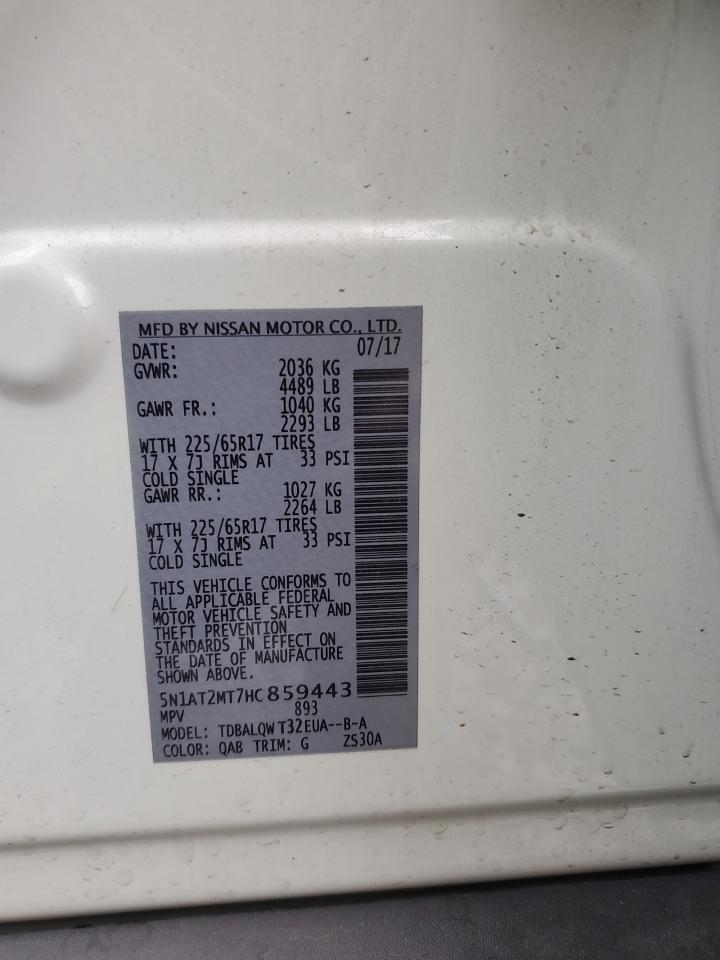 MFD BY NISSAN MOTOR CO., LTD.
DATE: 07/17
GVWR: 2036 KG
4489 LB
GAWR FR.: 1040 KG
2293 LB
WITH 225/65R17 TIRES
17 X 7J RIMS AT 33 PSI
COLD SINGLE
GAWR RR.: 1027 KG
2264 LB
WITH 225/65R17 TIRES
17 X 7J RIMS AT 33 PSI
COLD SINGLE
THIS VEHICLE CONFORMS TO
ALL APPLICABLE FEDERAL
MOTOR VEHICLE SAFETY AND
THEFT PREVENTION
STANDARDS IN EFFECT ON
THE DATE OF MANUFACTURE
SHOWN ABOVE.
5N1AT2MT7HC859443
MPV 893
MODEL: TDBALQWT32EUA--B-A
COLOR: QAB TRIM: G ZS30A